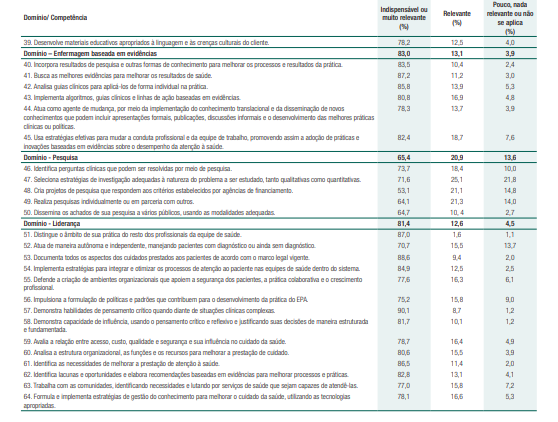 Domínio/ Competência Indispensável ou muito relevante (%) Relevante (%) Pouco, nada relevante ou não se aplica (%)
39. Desenvolve materiais educativos apropriados à linguagem e às crenças culturais do cliente. 78,2 12,5 4,0
Domínio – Enfermagem baseada em evidências 83,0 13,1 3,9
40. Incorpora resultados de pesquisa e outras formas de conhecimento para melhorar os processos e resultados da prática. 83,5 10,4 2,4
41. Busca as melhores evidências para melhorar os resultados de saúde. 87,2 11,2 3,0
42. Analisa guias clínicos para aplicá-los de forma individual na prática. 85,8 13,9 5,3
43. Implementa algoritmos, guias clínicos e linhas de ação baseadas em evidências. 80,8 16,9 4,8
44. Atua como agente de mudança, por meio da implementação do conhecimento translacional e da disseminação de novos 78,3 13,7 3,9
conhecimentos que podem incluir apresentações formais, publicações, discussões informais e o desenvolvimento das melhores práticas
clínicas ou políticas.
45. Usa estratégias efetivas para mudar a conduta profissional e da equipe de trabalho, promovendo assim a adoção de práticas e 82,4 18,7 7,6
inovações baseadas em evidências sobre o desempenho da atenção à saúde.
Domínio - Pesquisa 65,4 20,9 13,6
46. Identifica perguntas clínicas que podem ser resolvidas por meio de pesquisa. 73,7 18,4 10,0
47. Seleciona estratégias de investigação adequadas à natureza do problema a ser estudado, tanto qualitativas como quantitativas. 71,6 25,1 21,8
48. Cria projetos de pesquisa que respondem aos critérios estabelecidos por agências de financiamento. 53,1 21,1 14,8
49. Realiza pesquisas individualmente ou em parceria com outros. 64,1 21,3 14,0
50. Dissemina os achados de sua pesquisa a vários públicos, usando as modalidades adequadas. 64,7 10,4 2,7
Domínio - Liderança 81,4 12,6 4,5
51. Distingue o âmbito de sua prática do resto dos profissionais da equipe de saúde. 87,0 1,6 1,1
52. Atua de maneira autônoma e independente, manejando pacientes com diagnóstico ou ainda sem diagnóstico. 70,7 15,5 13,7
53. Documenta todos os aspectos dos cuidados prestados aos pacientes de acordo com o marco legal vigente. 88,6 9,4 2,0
54. Implementa estratégias para integrar e otimizar os processos de atenção ao paciente nas equipes de saúde dentro do sistema. 84,9 12,5 2,5
55. Defende a criação de ambientes organizacionais que apoiem a segurança dos pacientes, a prática colaborativa e o crescimento 77,6 16,3 6,1
profissional.
56. Impulsiona a formulação de políticas e padrões que contribuem para o desenvolvimento da prática do EPA. 75,2 15,8 9,0
57. Demonstra habilidades de pensamento crítico quando diante de situações clínicas complexas. 90,1 8,7 1,2
58. Demonstra capacidade de influência, usando o pensamento crítico e reflexivo e justificando suas decisões de maneira estruturada 81,7 10,1 1,2
e fundamentada.
59. Avalia a relação entre acesso, custo, qualidade e segurança e sua influência no cuidado da saúde. 78,7 16,4 4,9
60. Analisa a estrutura organizacional, as funções e os recursos para melhorar a prestação de cuidado. 80,6 15,5 3,9
61. Identifica as necessidades de melhorar a prestação de atenção à saúde. 86,5 11,4 2,0
62. Identifica lacunas e oportunidades e elabora recomendações baseadas em evidências para melhorar processos e práticas. 82,8 13,1 4,1
63. Trabalha com as comunidades, identificando necessidades e lutando por serviços de saúde que sejam capazes de atendê-las. 77,0 15,8 7,2
64. Formula e implementa estratégias de gestão do conhecimento para melhorar o cuidado da saúde, utilizando as tecnologias 78,1 16,6 5,3
apropriadas.